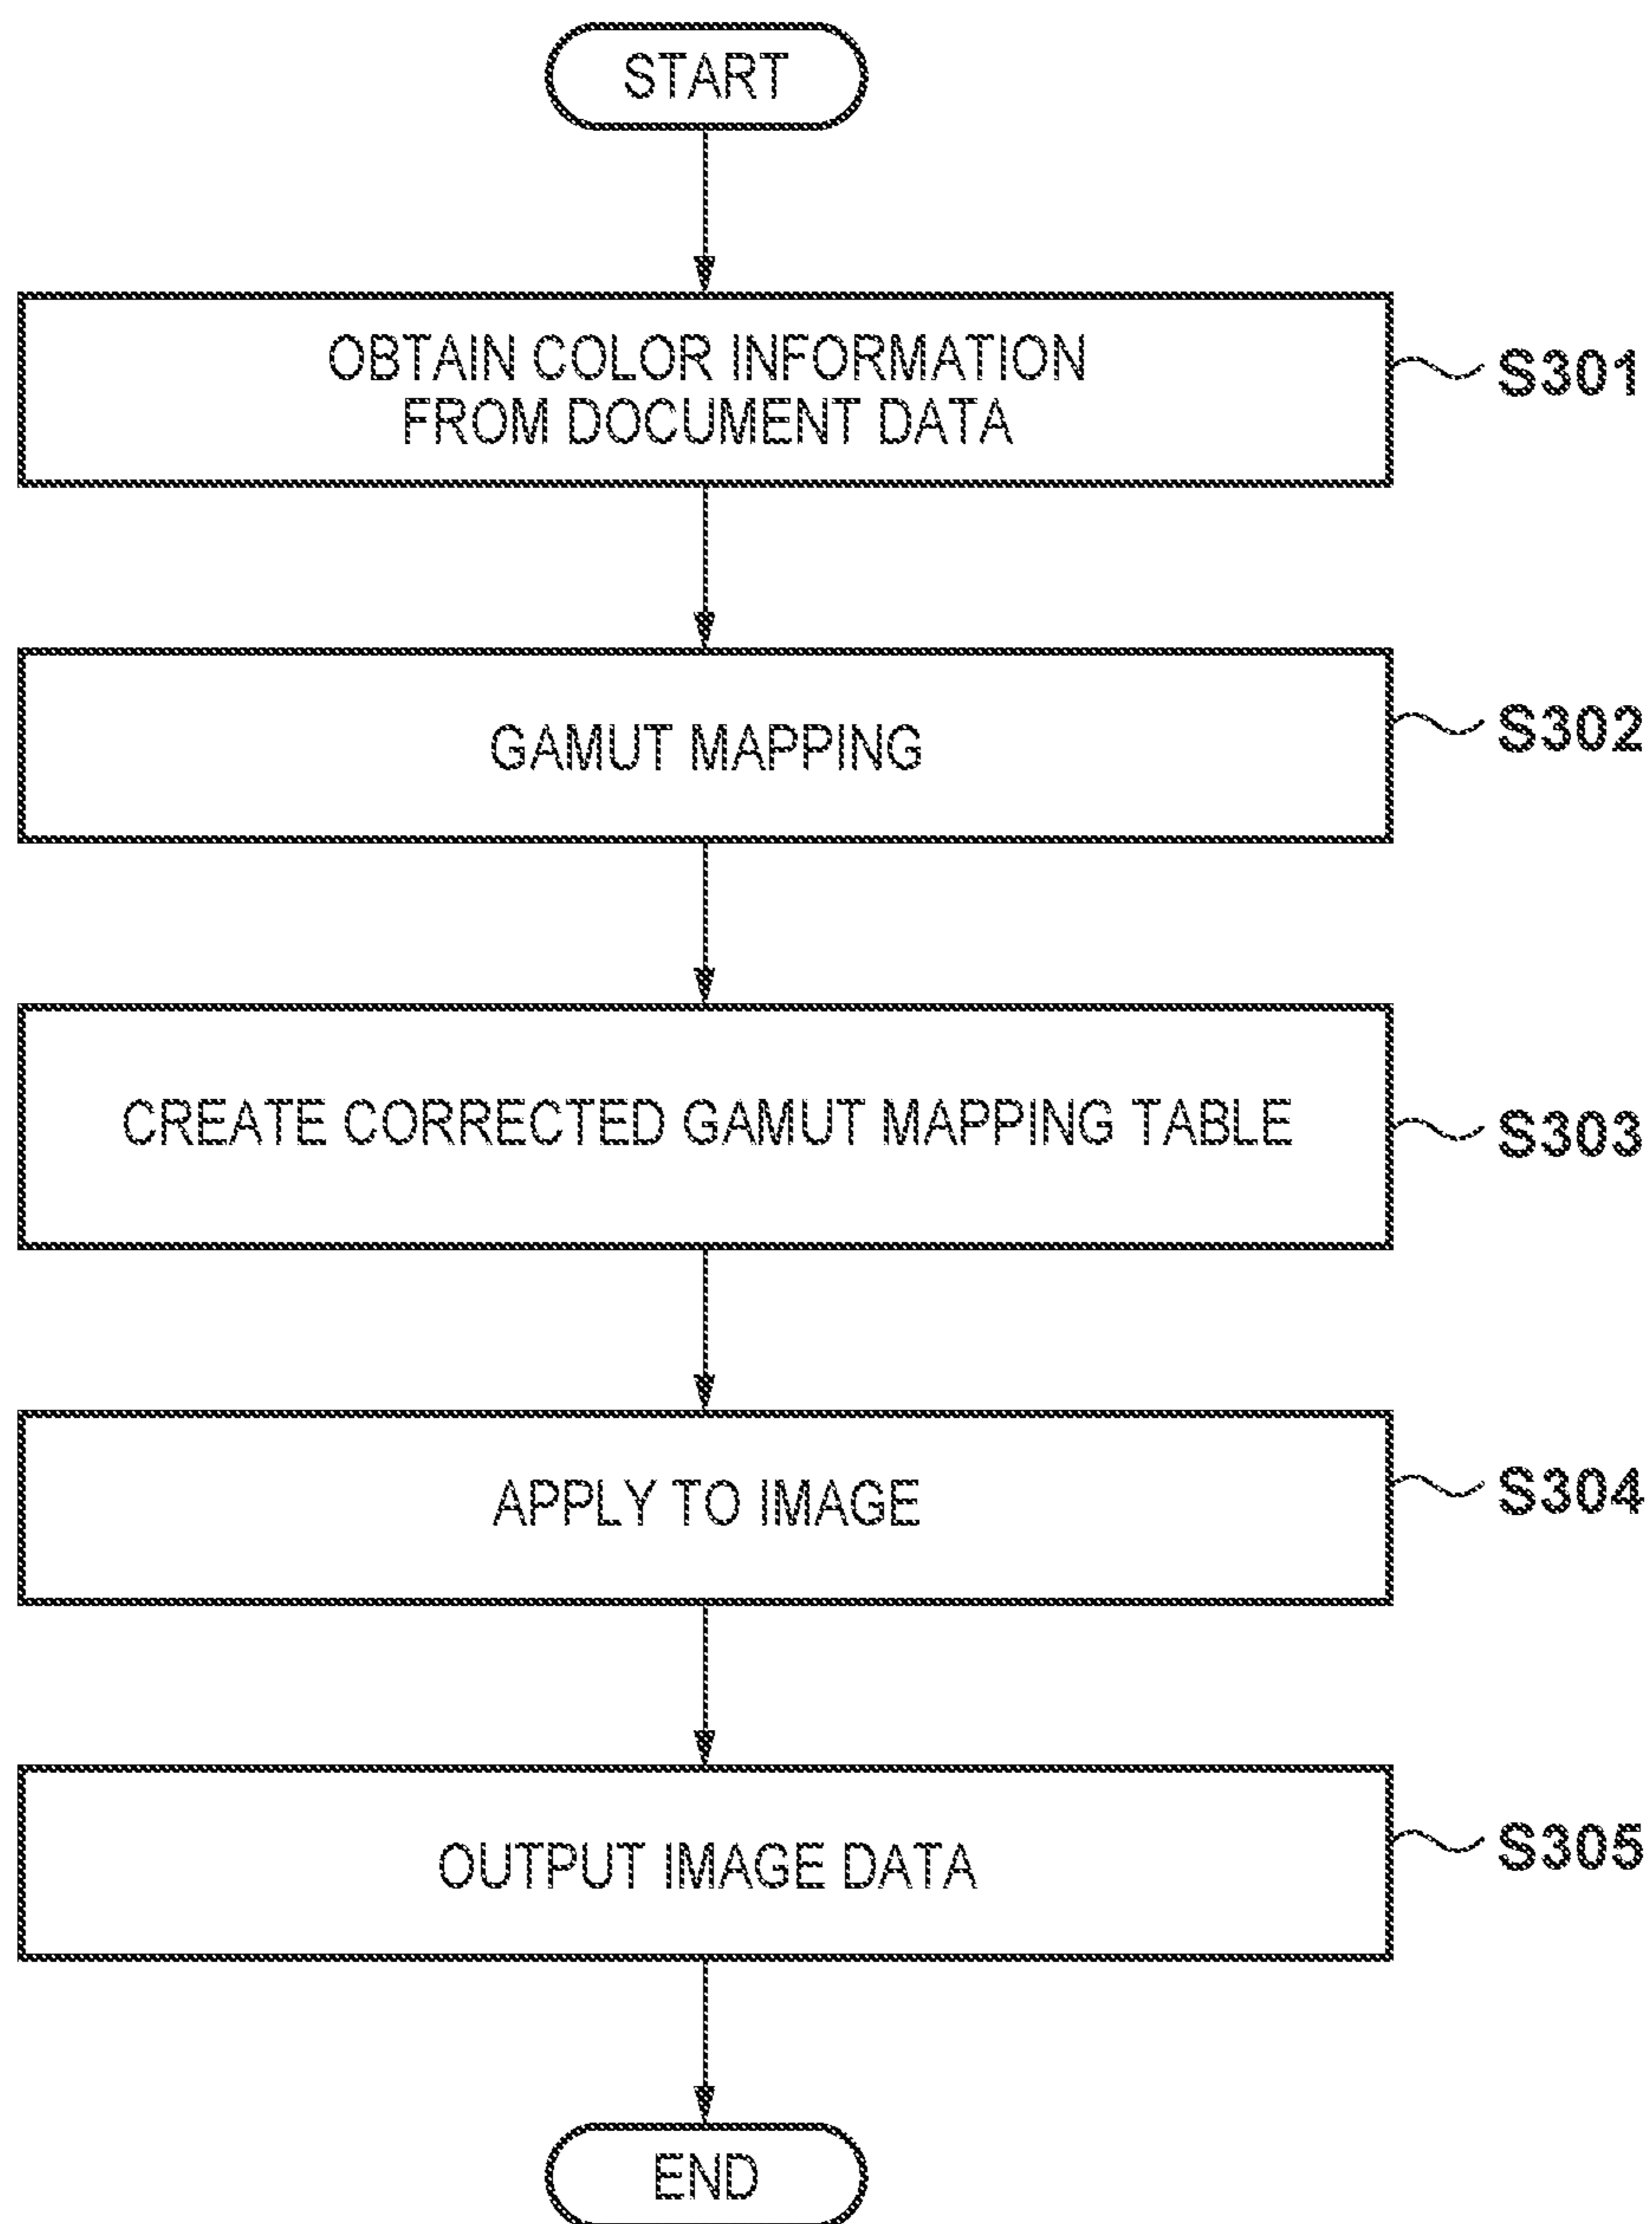 START
OBTAIN COLOR INFORMATION
FROM DOCUMENT DATA
S301
GAMUT MAPPING
S302
CREATE CORRECTED GAMUT MAPPING TABLE
S303
APPLY TO IMAGE
S304
OUTPUT IMAGE DATA
S305
END